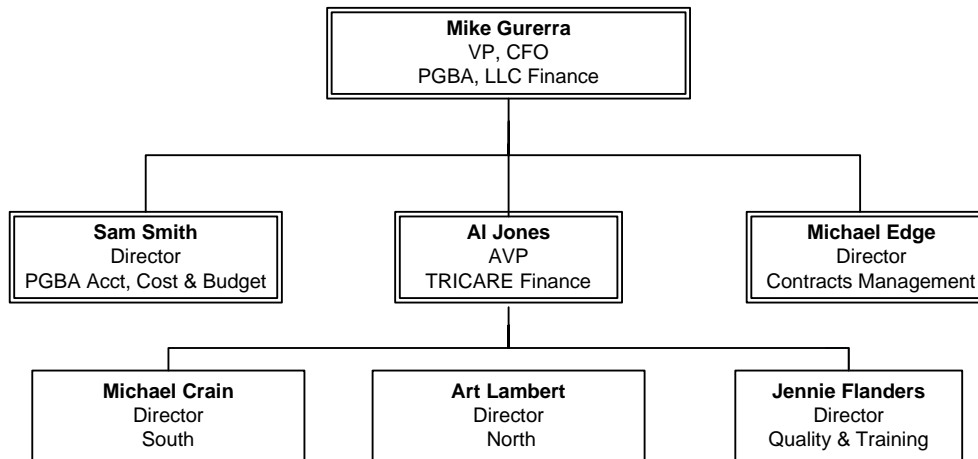 Mike Gurerra
VP, CFO
PGBA, LLC Finance
Sam Smith
Director
PGBA Acct, Cost & Budget
Al Jones
AVP
TRICARE Finance
Michael Edge
Director
Contracts Management
Michael Crain
Director
South
Art Lambert
Director
North
Jennie Flanders
Director
Quality & Training